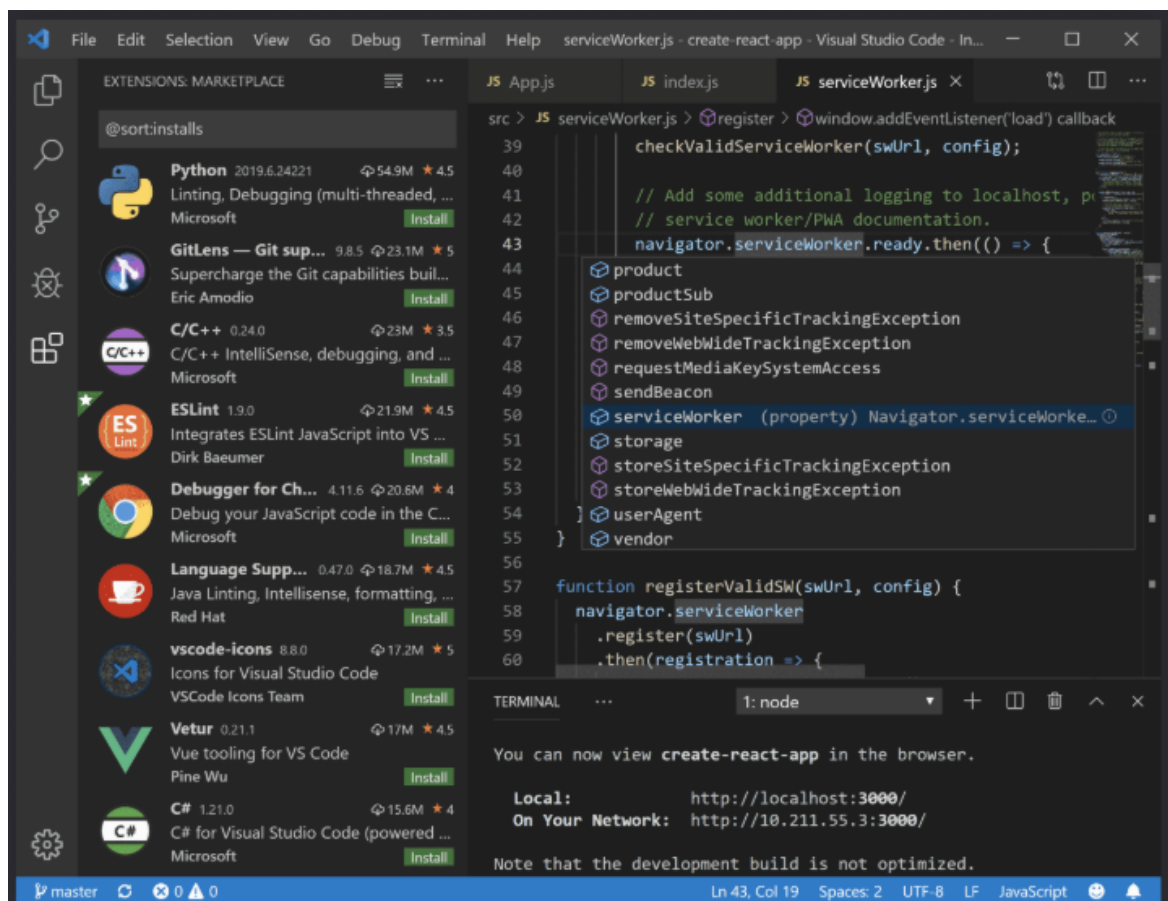 File Edit Selection View Go Debug Terminal Help serviceWorker.js - create-react-app - Visual Studio Code - In...
EXTENSIONS: MARKETPLACE
@sort:installs
Python 2019.6.24221 54.9M 4.5
Linting, Debugging (multi-threaded, ...
Microsoft Install
GitLens — Git sup... 9.8.5 23.1M 5
Supercharge the Git capabilities buil...
Eric Amodio Install
C/C++
C/C++ 0.24.0 23M 3.5
C/C++ IntelliSense, debugging, and ...
Microsoft Install
ES Lint
ESLint 1.9.0 21.9M 4.5
Integrates ESLint JavaScript into VS ...
Dirk Baeumer Install
Debugger for Ch... 4.11.6 20.6M 4
Debug your JavaScript code in the C...
Microsoft Install
Language Supp... 0.47.0 18.7M 4.5
Java Linting, Intellisense, formatting, ...
Red Hat Install
vscode-icons 8.8.0 17.2M 5
Icons for Visual Studio Code
VSCode Icons Team Install
Vetur 0.21.1 17M 4.5
Vue tooling for VS Code
Pine Wu Install
C#
C# 1.21.0 15.6M 4
C# for Visual Studio Code (powered ...
Microsoft Install
JS App.js JS index.js JS serviceWorker.js
src > JS serviceWorker.js > register > window.addEventListener('load') callback
39 checkValidServiceWorker(swUrl, config);
40
41 // Add some additional logging to localhost, p
42 // service worker/PWA documentation.
43 navigator.serviceWorker.ready.then(() => {
44 product
45 productSub
46 removeSiteSpecificTrackingException
47 removeWebWideTrackingException
48 requestMediaKeySystemAccess
49 sendBeacon
50 serviceWorker (property) Navigator.serviceWorke...
51 storage
52 storeSiteSpecificTrackingException
53 storeWebWideTrackingException
54 } userAgent
55 } vendor
56
57 function registerValidSW(swUrl, config) {
58 navigator.serviceWorker
59 .register(swUrl)
60 .then(registration => {
TERMINAL ... 1: node
You can now view create-react-app in the browser.
Local: http://localhost:3000/
On Your Network: http://10.211.55.3:3000/
Note that the development build is not optimized.
master 0 0 Ln 43, Col 19 Spaces: 2 UTF-8 LF JavaScript